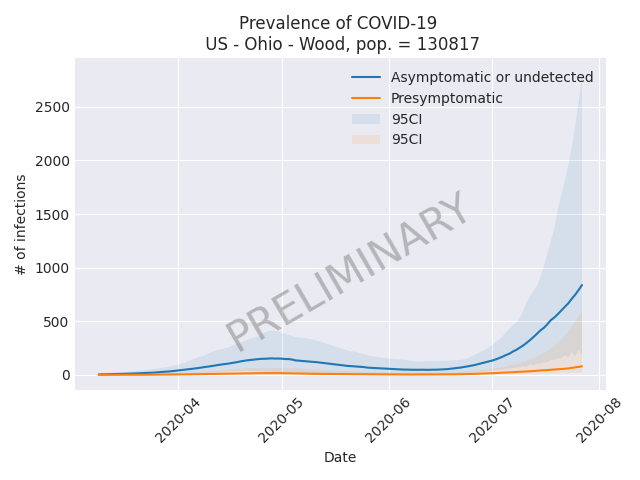 Prevalence of COVID-19
US - Ohio - Wood, pop. = 130817
Asymptomatic or undetected
Presymptomatic
95CI
95CI
2500
2000
1500
1000
500
0
# of infections
PRELIMINARY
2020-04
2020-05
2020-06
2020-07
2020-08
Date